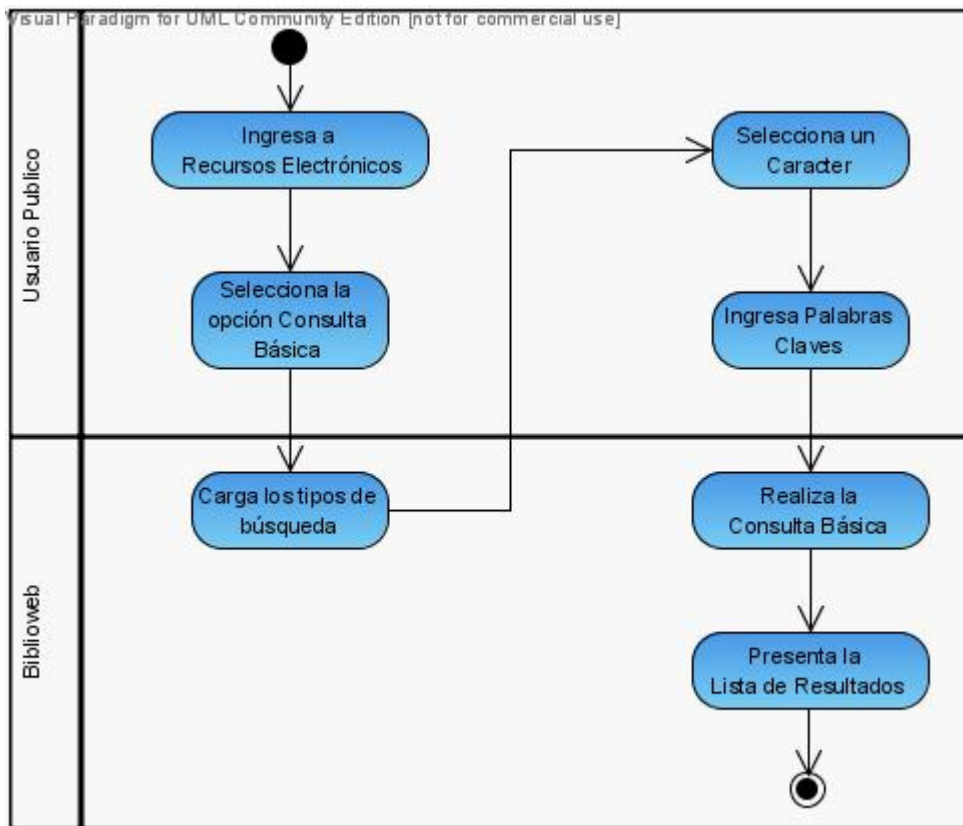 Visual Paradigm for UML Community Edition [not for commercial use]
Usuario Publico
Ingresa a
Recursos Electrónicos
Selecciona la
opción Consulta
Básica
Selecciona un
Caracter
Ingresa Palabras
Claves
Biblioweb
Carga los tipos de
búsqueda
Realiza la
Consulta Básica
Presenta la
Lista de Resultados